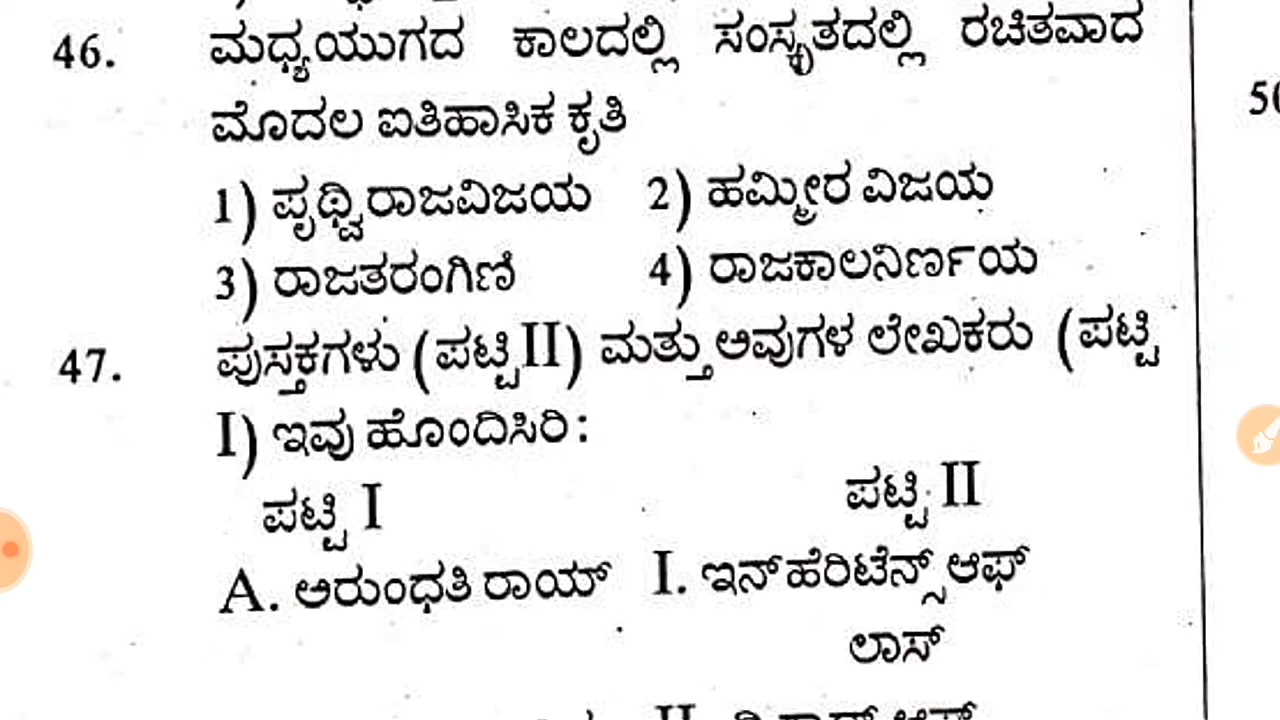 46. ಮಧ್ಯಯುಗದ ಕಾಲದಲ್ಲಿ ಸಂಸ್ಕೃತದಲ್ಲಿ ರಚಿತವಾದ
ಮೊದಲ ಐತಿಹಾಸಿಕ ಕೃತಿ
1) ಪೃಥ್ವಿರಾಜವಿಜಯ 2) ಹಮ್ಮೀರ ವಿಜಯ
3) ರಾಜತರಂಗಿಣಿ 4) ರಾಜಕಾಲನಿರ್ಣಯ
47. ಪುಸ್ತಕಗಳು (ಪಟ್ಟಿ II) ಮತ್ತು ಅವುಗಳ ಲೇಖಕರು (ಪಟ್ಟಿ
I) ಇವು ಹೊಂದಿಸಿರಿ:
ಪಟ್ಟಿ I ಪಟ್ಟಿ II
A. ಅರುಂಧತಿ ರಾಯ್ I. ಇನ್‌ಹೆರಿಟೆನ್ಸ್ ಆಫ್
ಲಾಸ್